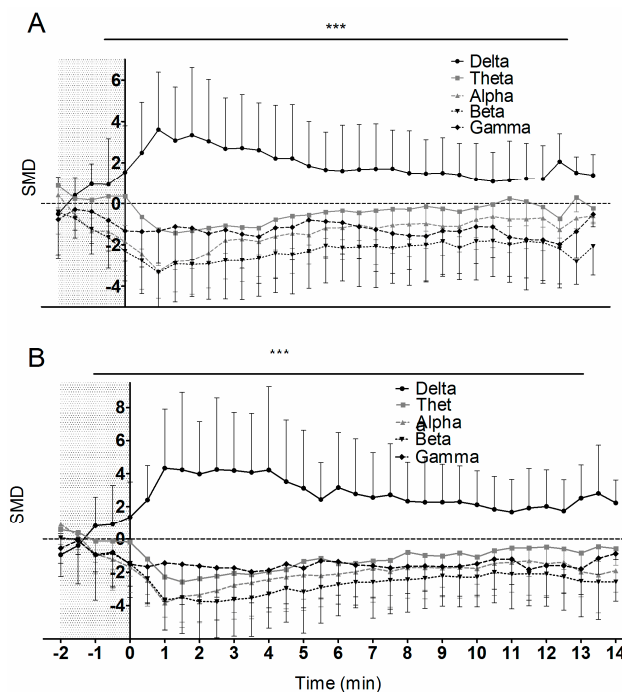 A
***
Delta
Theta
Alpha
Beta
Gamma
6
4
2
0
-2
-4
SMD
B
***
Delta
Thet
Alpha
a
Beta
Gamma
8
6
4
2
0
-2
-4
SMD
-2 -1 0 1 2 3 4 5 6 7 8 9 10 11 12 13 14
Time (min)